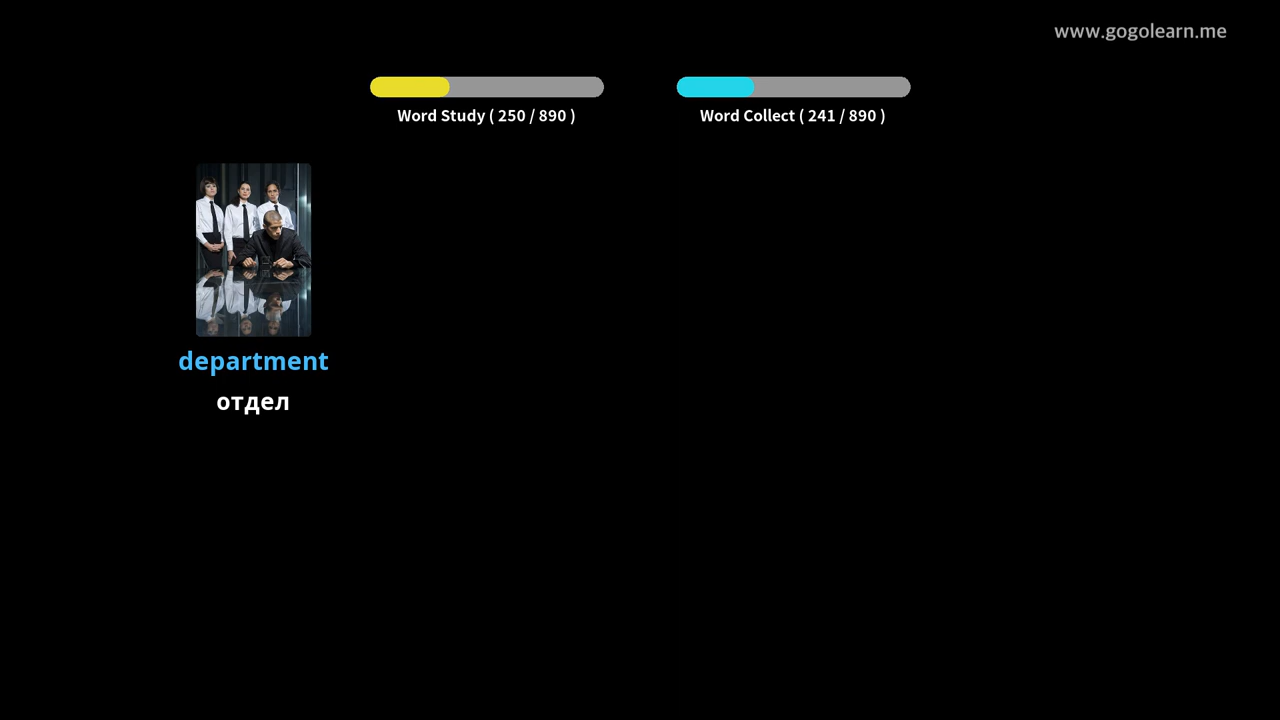 www.gogolearn.me
Word Study ( 250 / 890 )
Word Collect ( 241 / 890 )
department
отдел